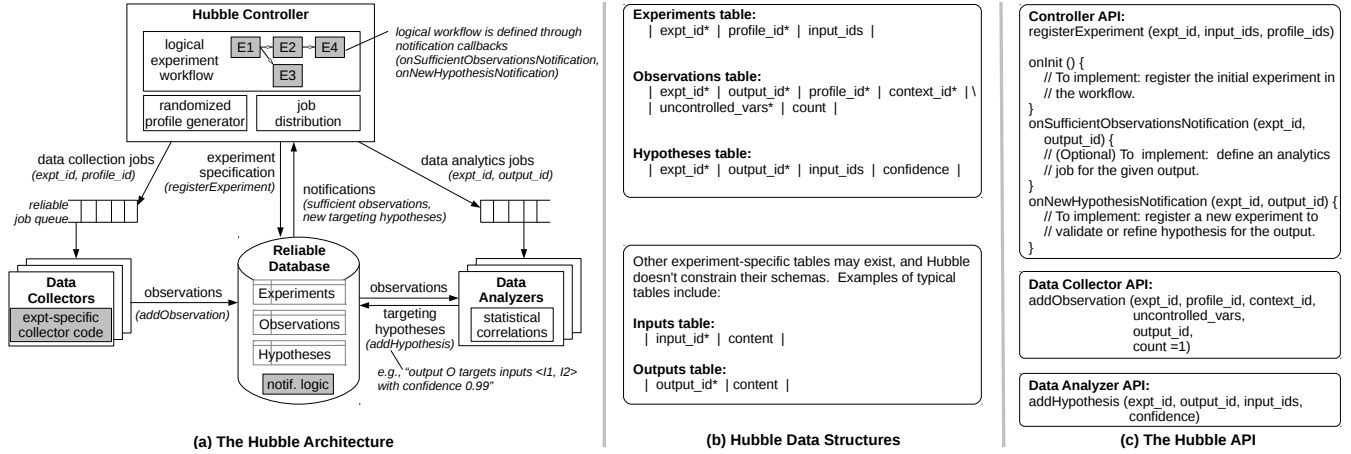 Hubble Controller
logical
experiment
workflow
E1
E2
E4
E3
randomized
profile generator
job
distribution
logical workflow is defined through
notification callbacks
(onSufficientObservationsNotification,
onNewHypothesisNotification)
data collection jobs
(expt_id, profile_id)
experiment
specification
(registerExperiment)
notifications
(sufficient observations,
new targeting hypotheses)
data analytics jobs
(expt_id, output_id)
reliable
job queue
Data
Collectors
expt-specific
collector code
observations
(addObservation)
Reliable
Database
Experiments
Observations
Hypotheses
notif. logic
observations
targeting
hypotheses
(addHypothesis)
Data
Analyzers
statistical
correlations
e.g., “output O targets inputs <I1, I2>
with confidence 0.99”
(a) The Hubble Architecture
Experiments table:
| expt_id* | profile_id* | input_ids |
Observations table:
| expt_id* | output_id* | profile_id* | context_id* | \
| uncontrolled_vars* | count |
Hypotheses table:
| expt_id* | output_id* | input_ids | confidence |
Other experiment-specific tables may exist, and Hubble
doesn't constrain their schemas. Examples of typical
tables include:
Inputs table:
| input_id* | content |
Outputs table:
| output_id* | content |
(b) Hubble Data Structures
Controller API:
registerExperiment (expt_id, input_ids, profile_ids)
onInit () {
// To implement: register the initial experiment in
// the workflow.
}
onSufficientObservationsNotification (expt_id,
output_id) {
// (Optional) To implement: define an analytics
// job for the given output.
}
onNewHypothesisNotification (expt_id, output_id) {
// To implement: register a new experiment to
// validate or refine hypothesis for the output.
}
Data Collector API:
addObservation (expt_id, profile_id, context_id,
uncontrolled_vars,
output_id,
count =1)
Data Analyzer API:
addHypothesis (expt_id, output_id, input_ids,
confidence)
(c) The Hubble API